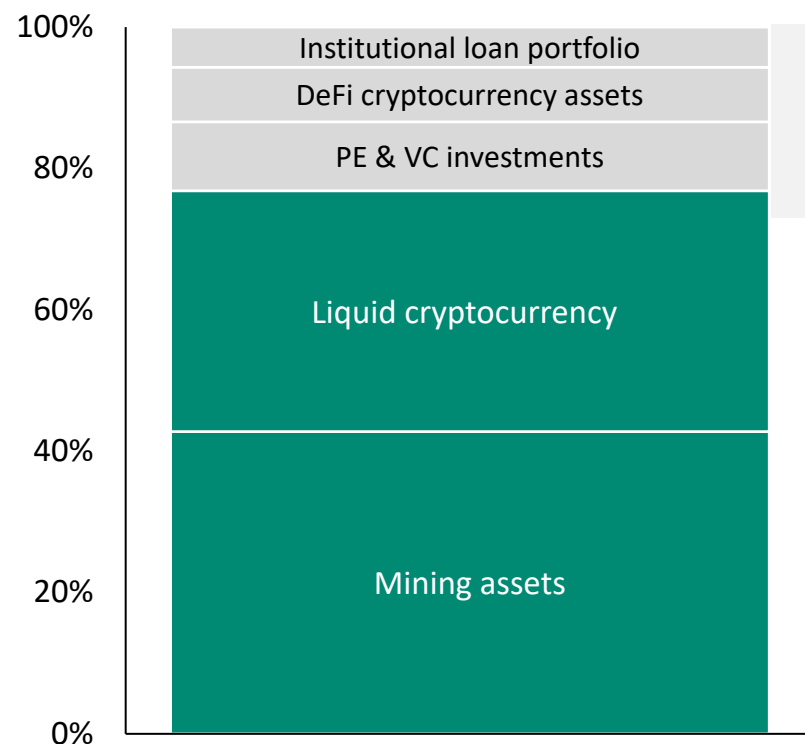 100%
Institutional loan portfolio
DeFi cryptocurrency assets
80%
PE & VC investments
60%
Liquid cryptocurrency
40%
Mining assets
20%
0%